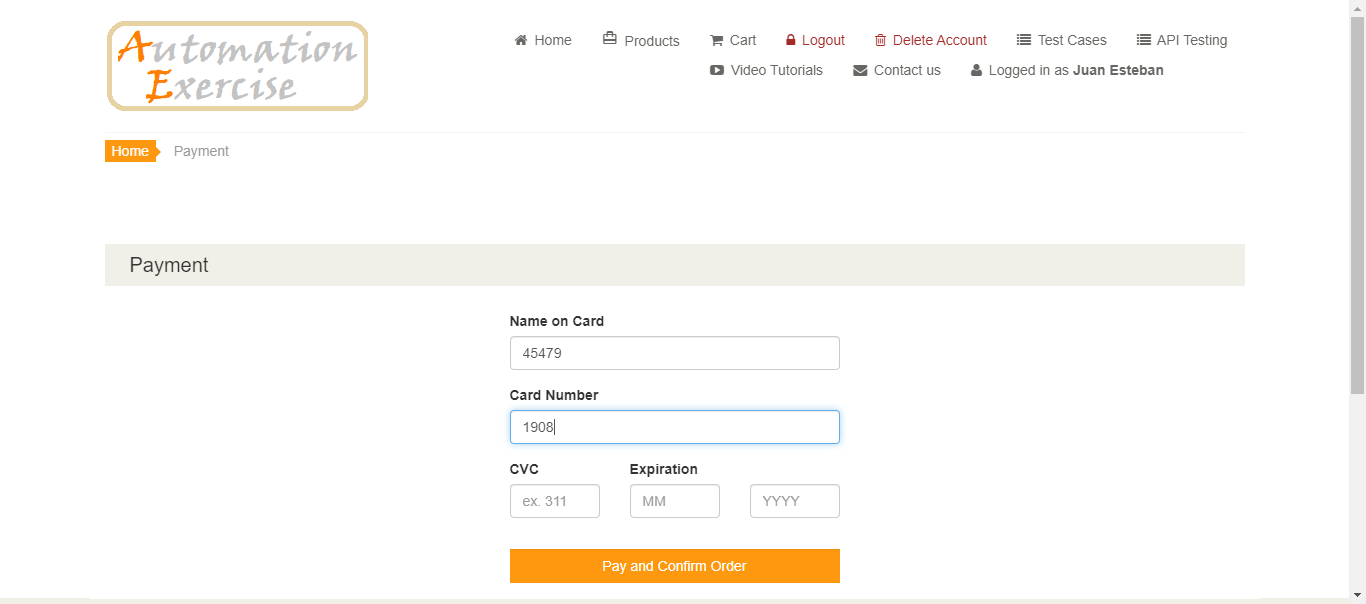 Automation
Exercise
Home Products Cart Logout Delete Account Test Cases API Testing
Video Tutorials Contact us Logged in as Juan Esteban
Home Payment
Payment
Name on Card
45479
Card Number
1908
CVC Expiration
ex. 311 MM YYYY
Pay and Confirm Order